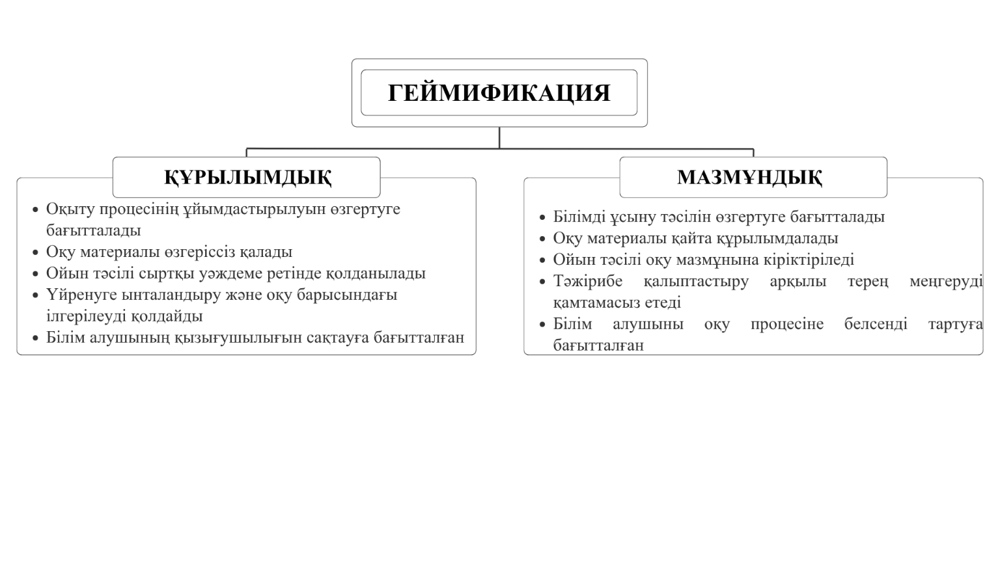 ГЕЙМИФИКАЦИЯ
ҚҰРЫЛЫМДЫҚ
• Оқыту процесінің ұйымдастырылуын өзгертуге
бағытталады
• Оқу материалы өзгеріссіз қалады
• Ойын тәсілі сыртқы уәждеме ретінде қолданылады
• Үйренуге ынталандыру және оқу барысындағы
ілгерілеуді қолдайды
• Білім алушының қызығушылығын сақтауға бағытталған
МАЗМҰНДЫҚ
• Білімді ұсыну тәсілін өзгертуге бағытталады
• Оқу материалы қайта құрылымдалады
• Ойын тәсілі оқу мазмұнына кіріктіріледі
• Тәжірибе қалыптастыру арқылы терең меңгеруді
қамтамасыз етеді
• Білім алушыны оқу процесіне белсенді тартуға
бағытталған